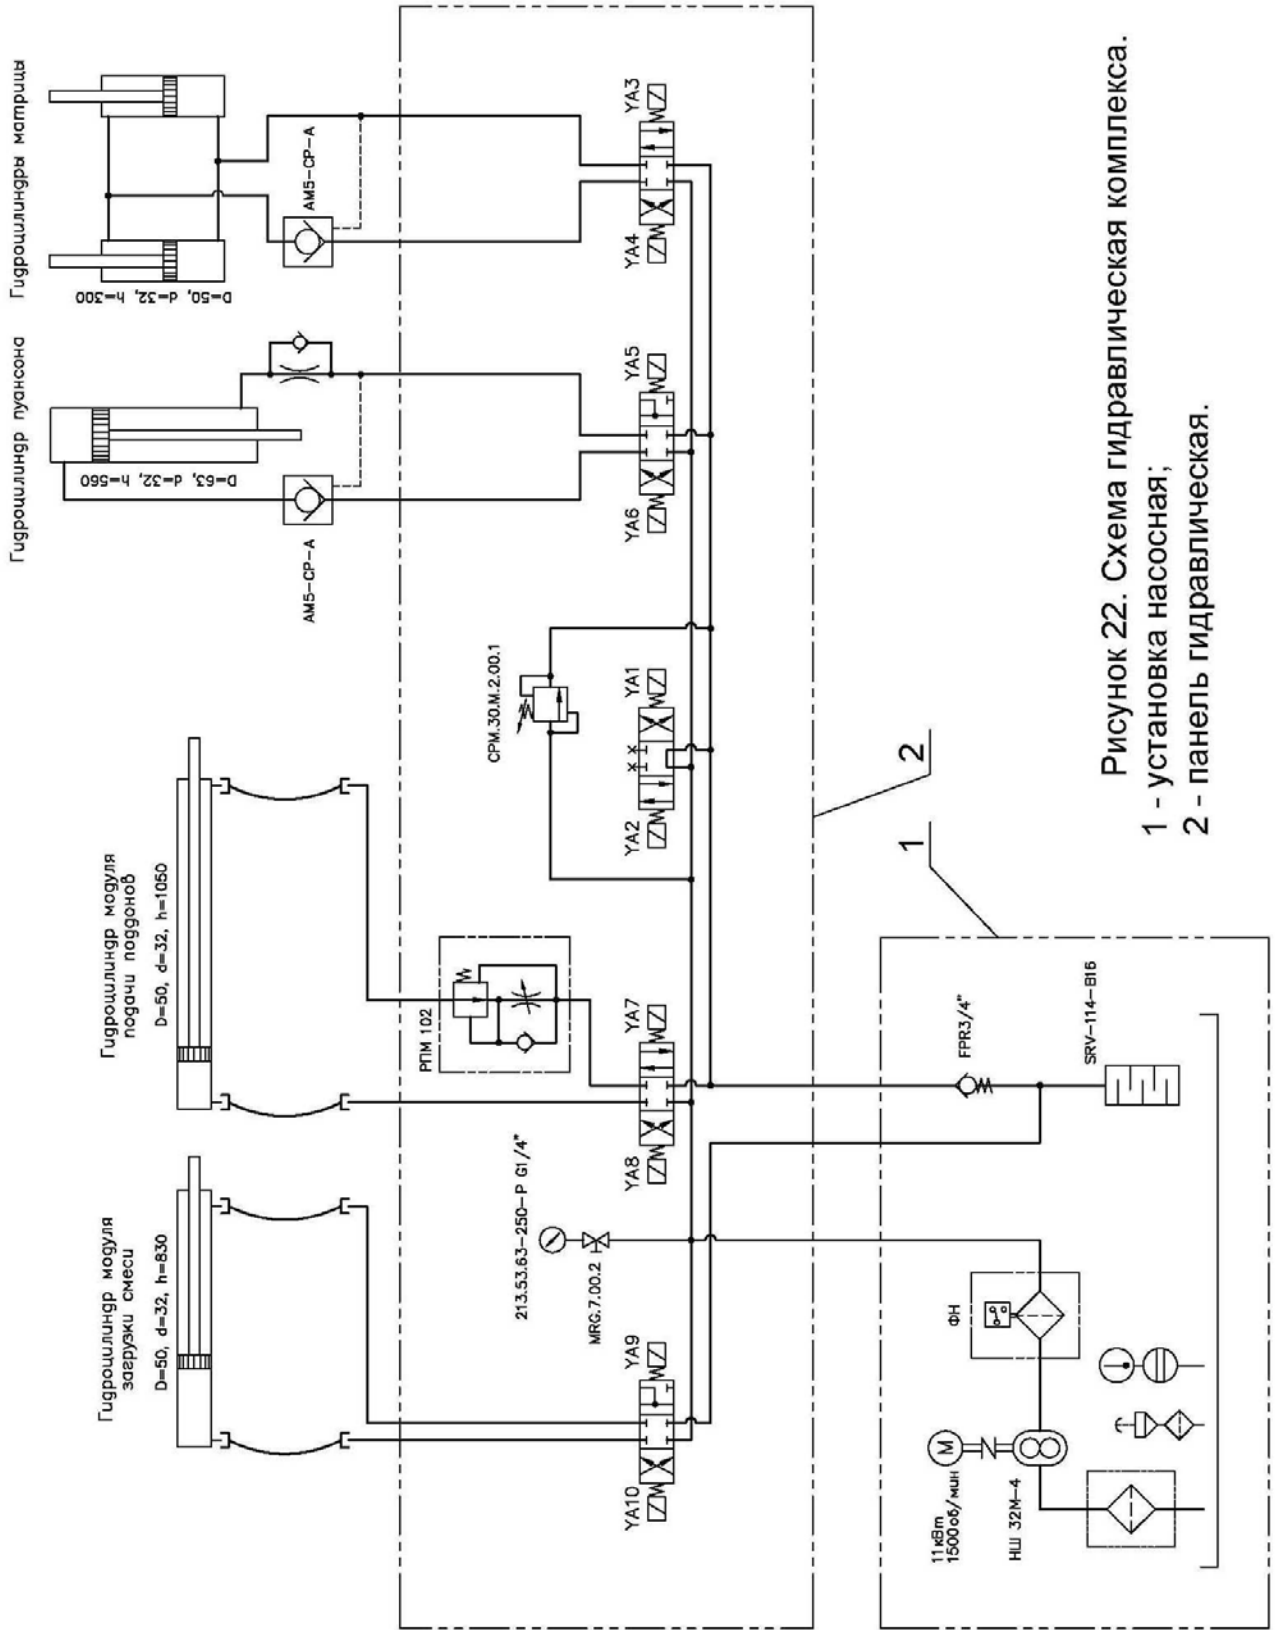 Гидроцилиндр модуля
загрузки смеси
D=50, d=32, h=830
Гидроцилиндр модуля
подачи поддонов
D=50, d=32, h=1050
Гидроцилиндр пуансона
D=63, d=32, h=560
Гидроцилиндры матрицы
D=50, d=32, h=300
АМ5-СР-А
АМ5-СР-А
РПМ 102
СРМ.30.М.2.00.1
213.53.63-250-Р G1/4"
MRG.7.00.2
YA10
YA9
YA8
YA7
YA2
YA1
YA6
YA5
YA4
YA3
2
1
11кВт
1500об/мин
М
НШ 32М-4
ФН
FPR3/4"
SRV-114-B16
Рисунок 22. Схема гидравлическая комплекса.
1 - установка насосная;
2 - панель гидравлическая.